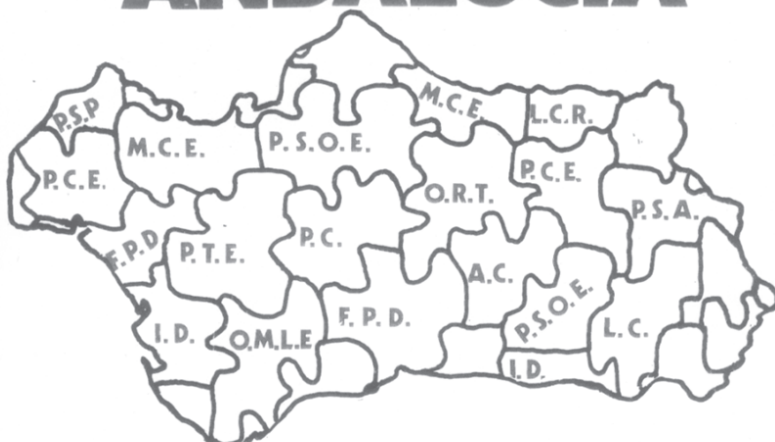 ANDALUCIA
P.S.P
M.C.E.
P.S.O.E.
M.C.E.
L.C.R.
P.C.E.
O.R.T.
P.C.E.
P.S.A.
F.P.D
P.T.E.
P.C.
A.C.
P.S.O.E.
I.D.
O.M.L.E
F.P.D.
L.C.
I.D.